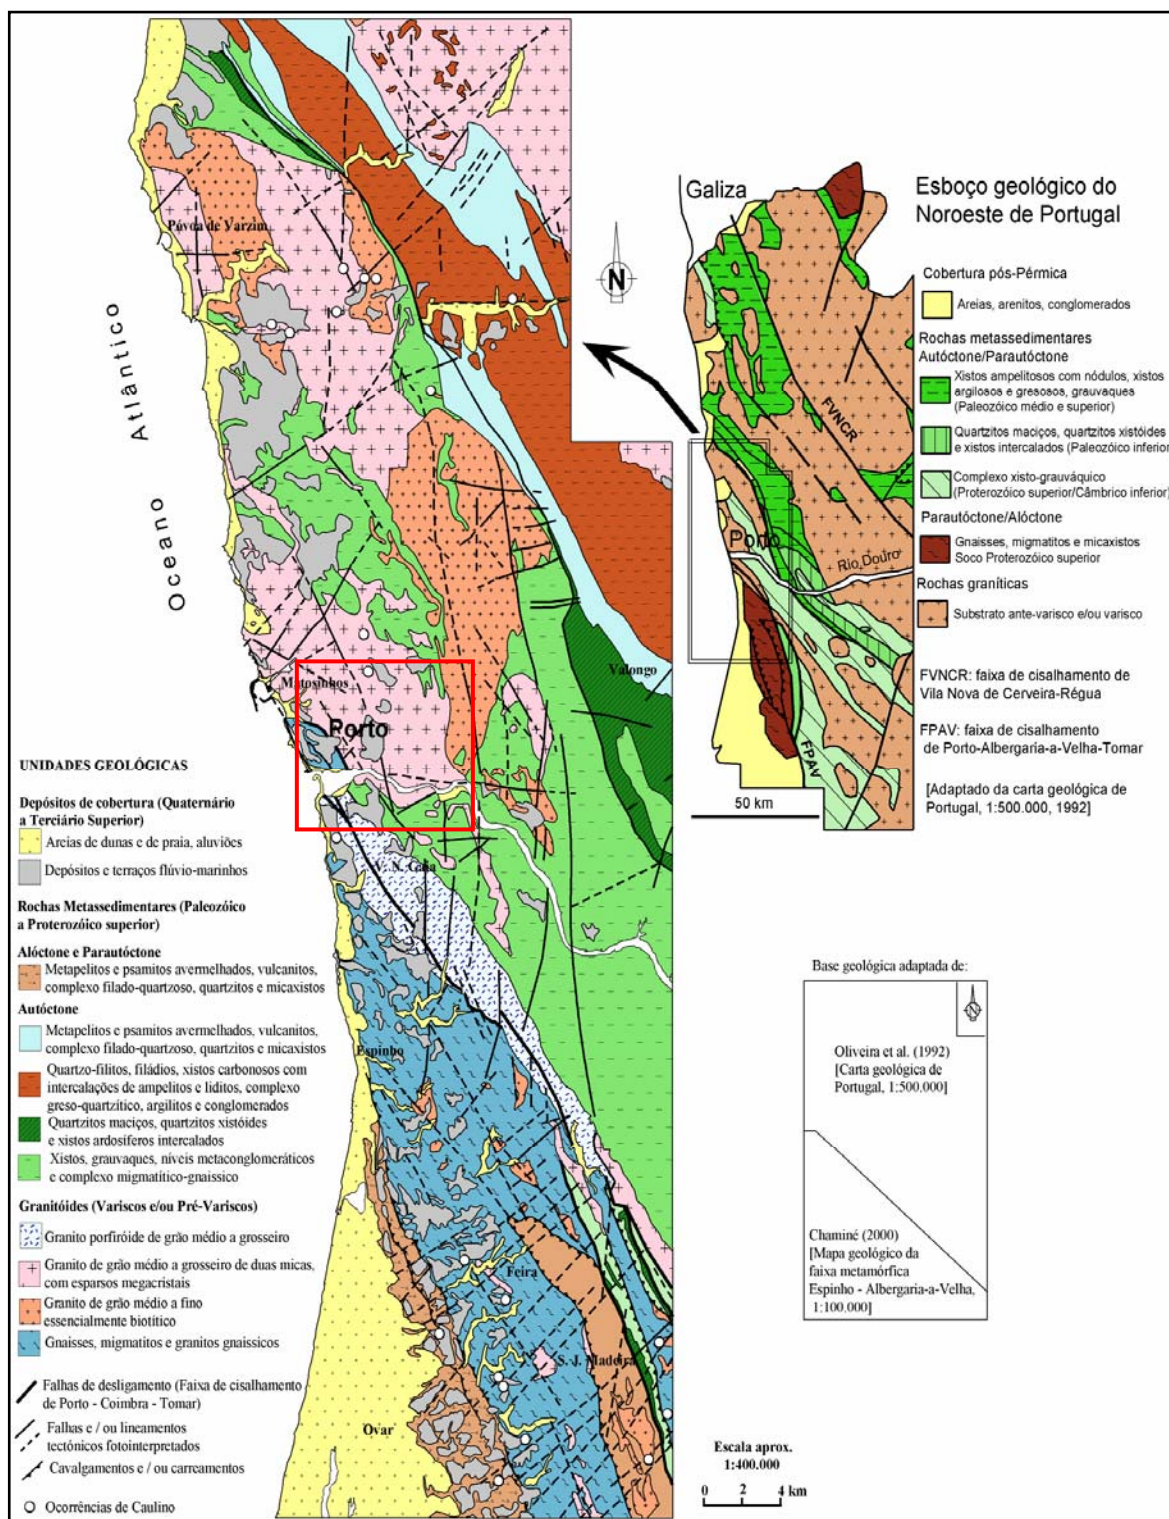 Póvoa de Varzim
Oceano Atlântico
Matosinhos
Porto
Valongo
V. N. Gaia
Espinho
Feira
S. J. Madeira
Ovar
N
UNIDADES GEOLÓGICAS
Depósitos de cobertura (Quaternário
a Terciário Superior)
Areias de dunas e de praia, aluviões
Depósitos e terraços flúvio-marinhos
Rochas Metassedimentares (Paleozóico
a Proterozóico superior)
Alóctone e Parautóctone
Metapelitos e psamitos avermelhados, vulcanitos,
complexo filado-quartzoso, quartzitos e micaxistos
Autóctone
Metapelitos e psamitos avermelhados, vulcanitos,
complexo filado-quartzoso, quartzitos e micaxistos
Quartzo-filitos, filádios, xistos carbonosos com
intercalações de ampelitos e liditos, complexo
greso-quartzítico, argilitos e conglomerados
Quartzitos maciços, quartzitos xistóides
e xistos ardosíferos intercalados
Xistos, grauvaques, níveis metaconglomeráticos
e complexo migmatítico-gnaissico
Granitóides (Variscos e/ou Pré-Variscos)
Granito porfiróide de grão médio a grosseiro
Granito de grão médio a grosseiro de duas micas,
com esparsos megacristais
Granito de grão médio a fino
essencialmente biotítico
Gnaisses, migmatitos e granitos gnaissicos
Falhas de desligamento (Faixa de cisalhamento
de Porto - Coimbra - Tomar)
Falhas e / ou lineamentos
tectónicos fotointerpretados
Cavalgamentos e / ou carreamentos
Ocorrências de Caulino
Galiza
FVNCR
Porto
Rio Douro
FPAV
50 km
Esboço geológico do
Noroeste de Portugal
Cobertura pós-Pérmica
Areias, arenitos, conglomerados
Rochas metassedimentares
Autóctone/Parautóctone
Xistos ampelitosos com nódulos, xistos
argilosos e gresosos, grauvaques
(Paleozóico médio e superior)
Quartzitos maciços, quartzitos xistóides
e xistos intercalados (Paleozóico inferior
Complexo xisto-grauváquico
(Proterozóico superior/Câmbrico inferior)
Parautóctone/Alóctone
Gnaisses, migmatitos e micaxistos
Soco Proterozóico superior
Rochas graníticas
Substrato ante-varisco e/ou varisco
FVNCR: faixa de cisalhamento de
Vila Nova de Cerveira-Régua
FPAV: faixa de cisalhamento
de Porto-Albergaria-a-Velha-Tomar
[Adaptado da carta geológica de
Portugal, 1:500.000, 1992]
Base geológica adaptada de:
N
Oliveira et al. (1992)
[Carta geológica de
Portugal, 1:500.000]
Chaminé (2000)
[Mapa geológico da
faixa metamórfica
Espinho - Albergaria-a-Velha,
1:100.000]
Escala aprox.
1:400.000
0 2 4 km